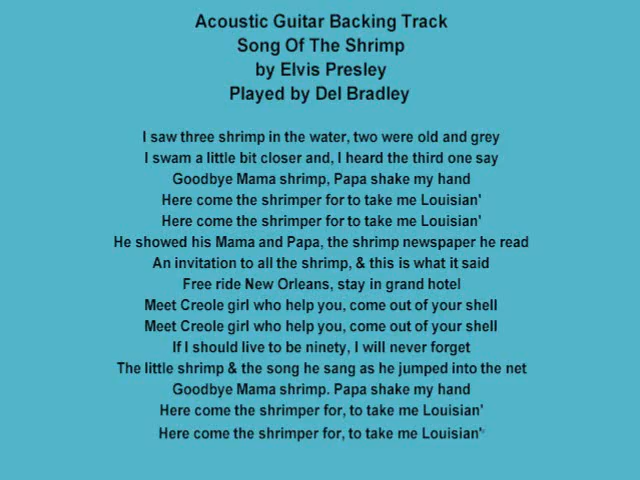 Acoustic Guitar Backing Track
Song Of The Shrimp
by Elvis Presley
Played by Del Bradley
I saw three shrimp in the water, two were old and grey
I swam a little bit closer and, I heard the third one say
Goodbye Mama shrimp, Papa shake my hand
Here come the shrimper for to take me Louisian'
Here come the shrimper for to take me Louisian'
He showed his Mama and Papa, the shrimp newspaper he read
An invitation to all the shrimp, & this is what it said
Free ride New Orleans, stay in grand hotel
Meet Creole girl who help you, come out of your shell
Meet Creole girl who help you, come out of your shell
If I should live to be ninety, I will never forget
The little shrimp & the song he sang as he jumped into the net
Goodbye Mama shrimp. Papa shake my hand
Here come the shrimper for, to take me Louisian'
Here come the shrimper for, to take me Louisian'